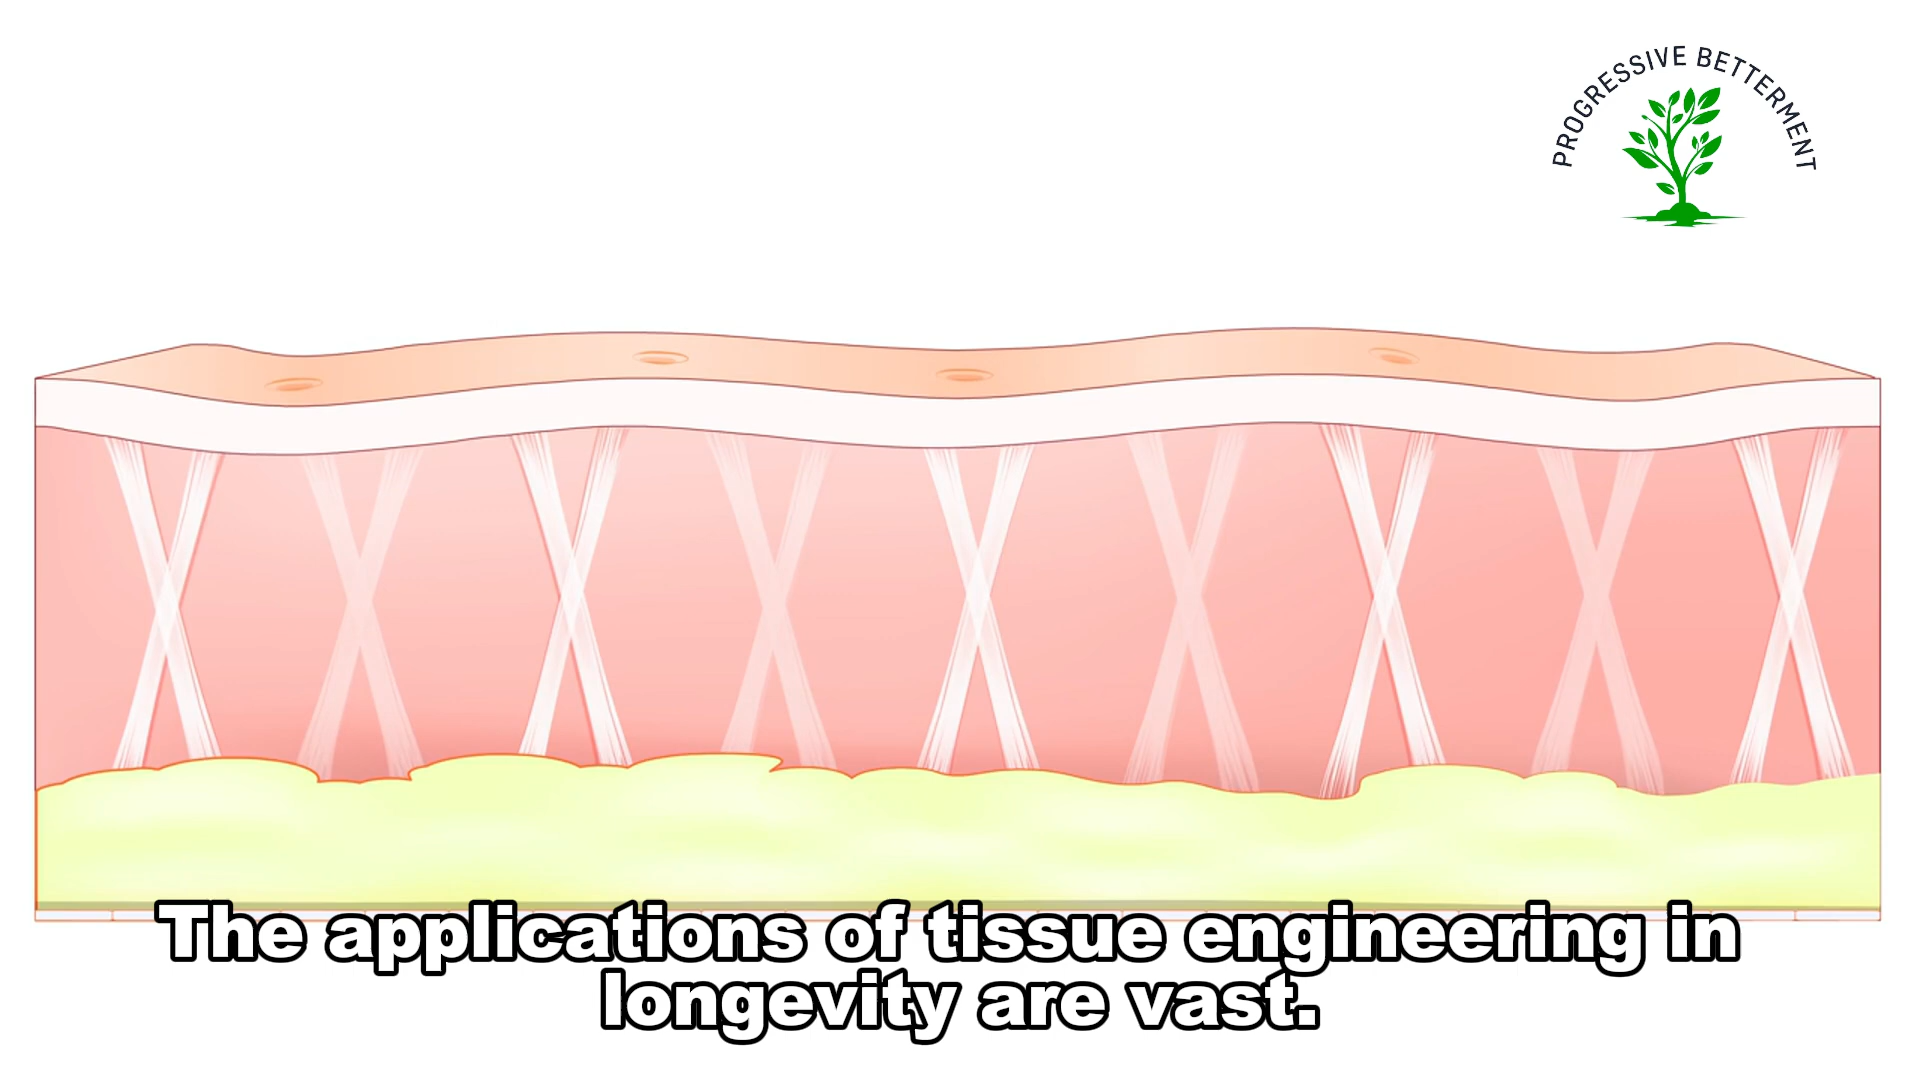 PROGRESSIVE BETTERMENT
The applications of tissue engineering in
longevity are vast.